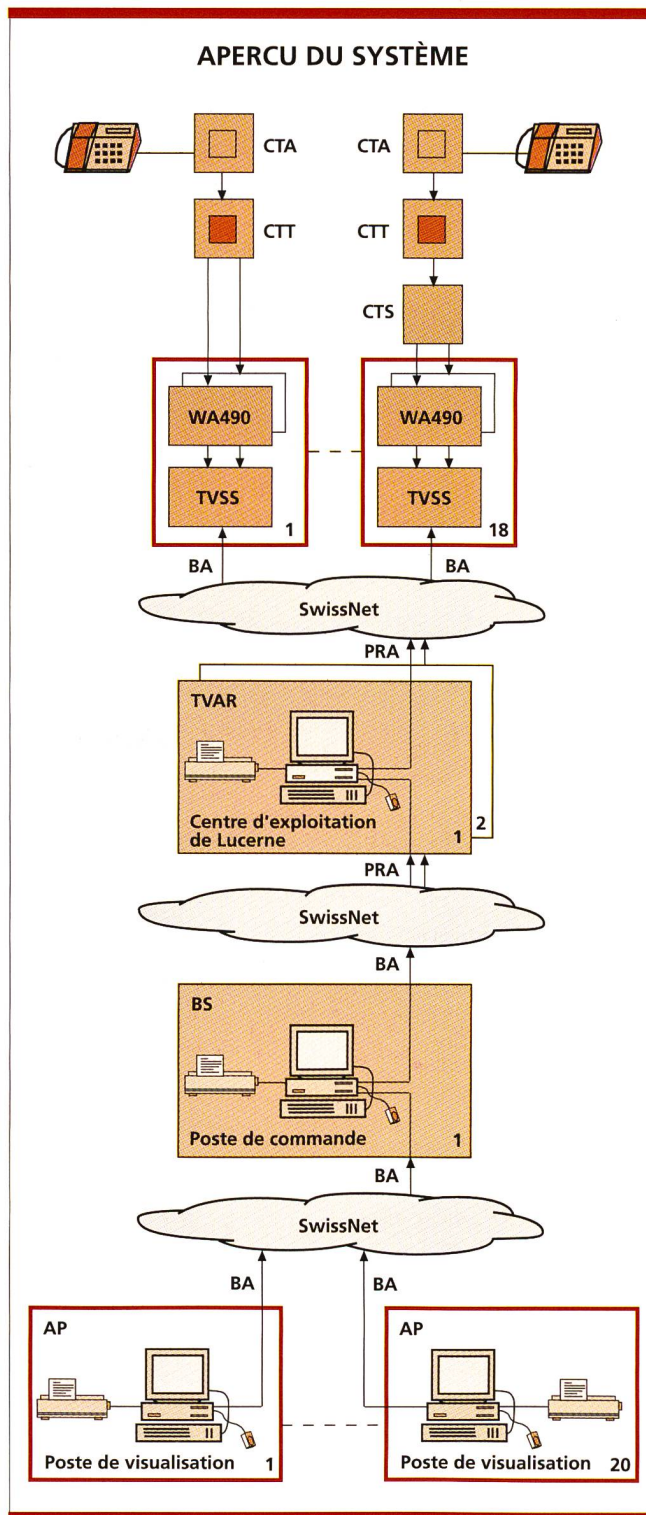 APERCU DU SYSTÈME
CTA
CTA
CTT
CTT
CTS
WA490
WA490
TVSS
TVSS
1
18
BA
BA
SwissNet
PRA
TVAR
Centre d'exploitation
de Lucerne
1
2
PRA
SwissNet
BA
BS
Poste de commande
1
BA
SwissNet
BA
BA
AP
AP
Poste de visualisation
1
Poste de visualisation
20